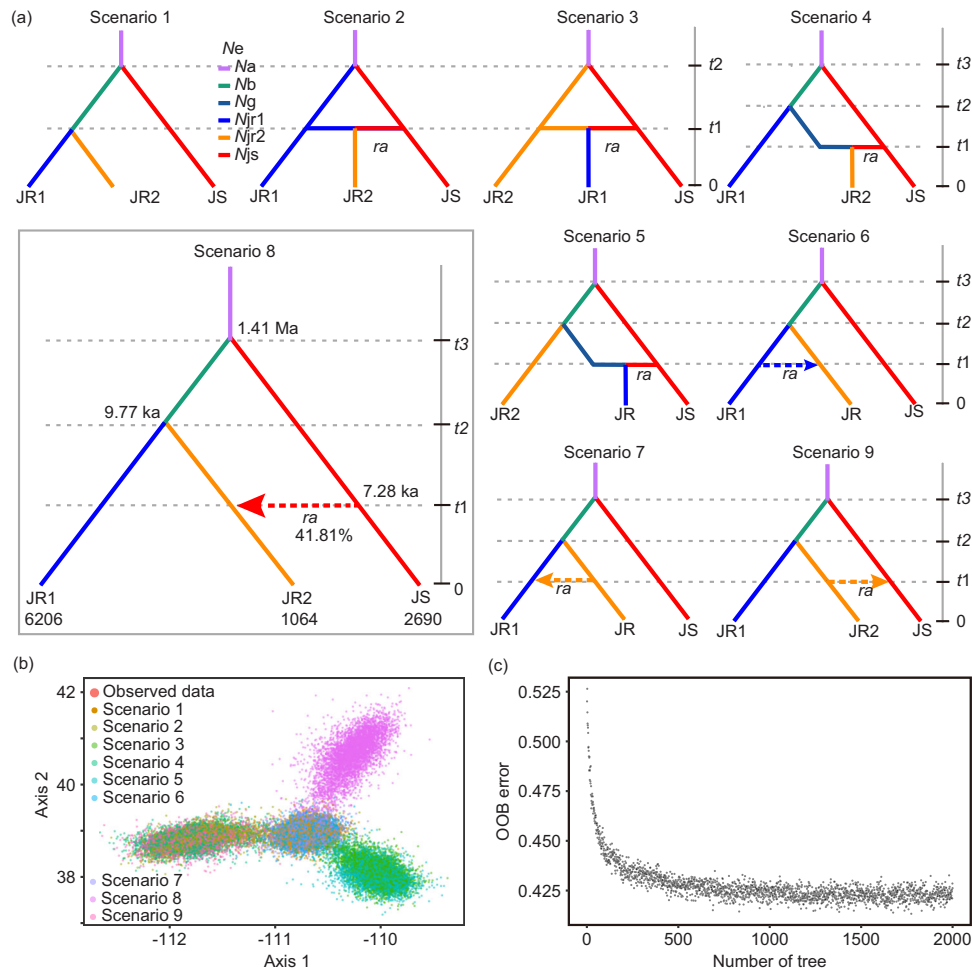 (a)
Scenario 1
Scenario 2
Scenario 3
Scenario 4
Ne
Na
Nb
Ng
Njr1
Njr2
Njs
ra
ra
ra
t2
t1
0
t3
t2
t1
0
JR1
JR2
JS
JR1
JR2
JS
JR2
JR1
JS
JR1
JR2
JS
Scenario 8
1.41 Ma
9.77 ka
7.28 ka
ra
41.81%
t3
t2
t1
0
JR1
JR2
JS
6206
1064
2690
Scenario 5
Scenario 6
ra
ra
t3
t2
t1
0
JR2
JR
JS
JR1
JR
JS
Scenario 7
Scenario 9
ra
ra
t3
t2
t1
0
JR1
JR
JS
JR1
JR2
JS
(b)
42
40
38
Axis 2
Observed data
Scenario 1
Scenario 2
Scenario 3
Scenario 4
Scenario 5
Scenario 6
Scenario 7
Scenario 8
Scenario 9
-112
-111
-110
Axis 1
(c)
0.525
0.500
0.475
0.450
0.425
OOB error
0
500
1000
1500
2000
Number of tree